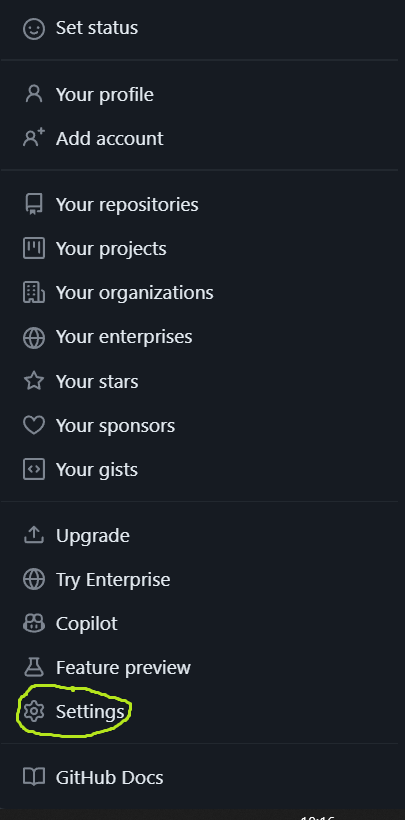 Set status
Your profile
Add account
Your repositories
Your projects
Your organizations
Your enterprises
Your stars
Your sponsors
Your gists
Upgrade
Try Enterprise
Copilot
Feature preview
Settings
GitHub Docs